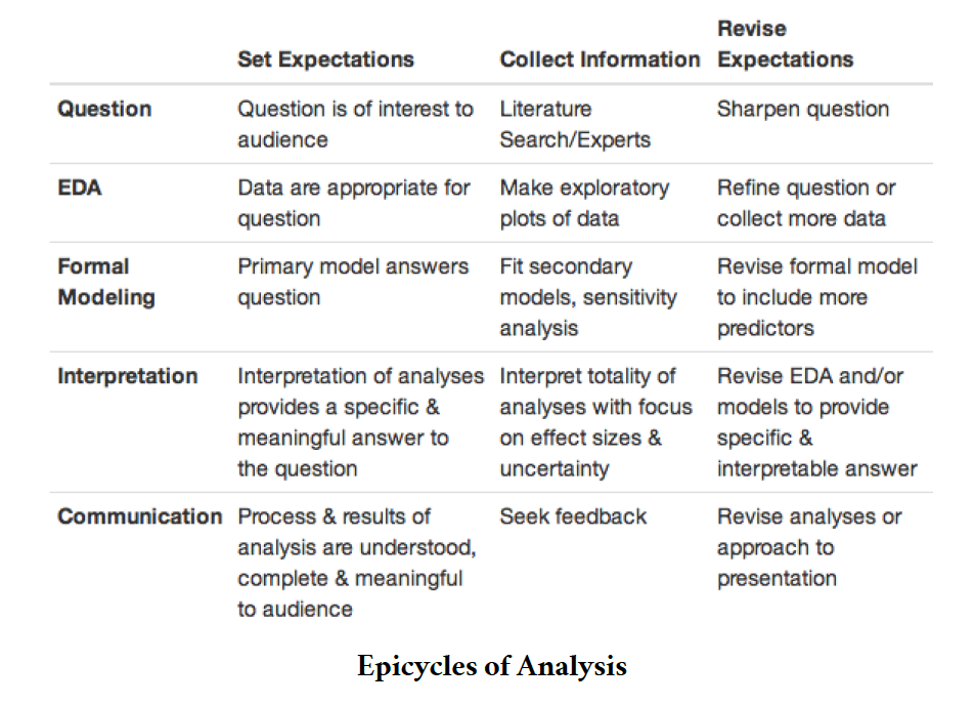 Set Expectations Collect Information Revise Expectations
Question Question is of interest to audience Literature Search/Experts Sharpen question
EDA Data are appropriate for question Make exploratory plots of data Refine question or collect more data
Formal Modeling Primary model answers question Fit secondary models, sensitivity analysis Revise formal model to include more predictors
Interpretation Interpretation of analyses provides a specific & meaningful answer to the question Interpret totality of analyses with focus on effect sizes & uncertainty Revise EDA and/or models to provide specific & interpretable answer
Communication Process & results of analysis are understood, complete & meaningful to audience Seek feedback Revise analyses or approach to presentation
Epicycles of Analysis